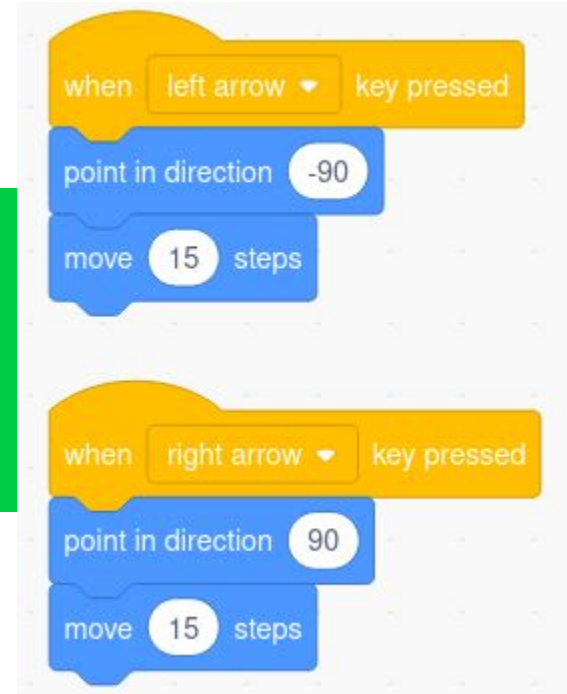 when left arrow key pressed
point in direction -90
move 15 steps
when right arrow key pressed
point in direction 90
move 15 steps